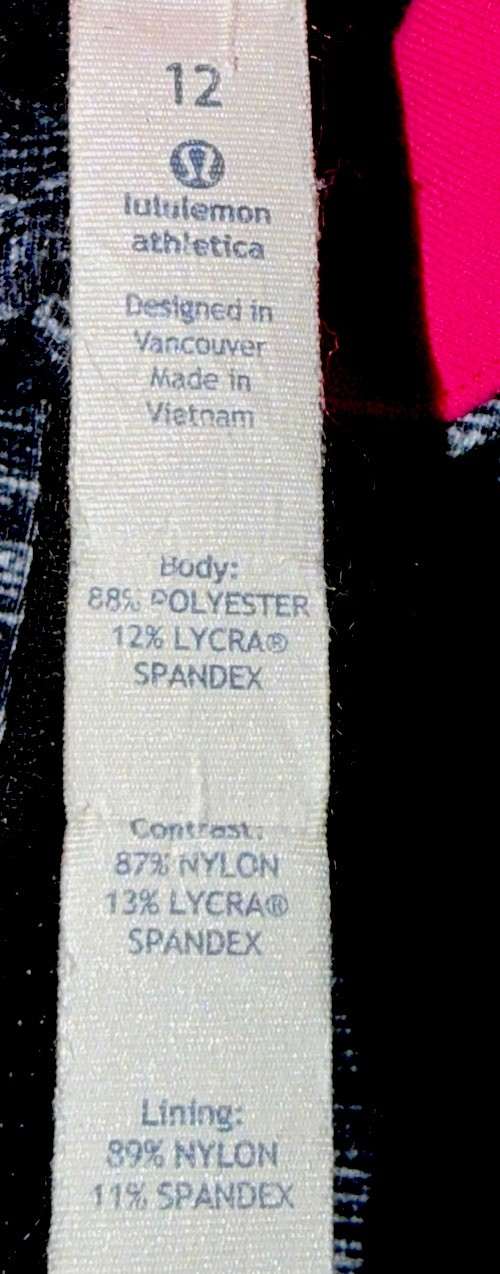 12
lululemon
athletica
Designed in
Vancouver
Made in
Vietnam
Body:
88% POLYESTER
12% LYCRA®
SPANDEX
Contrast:
87% NYLON
13% LYCRA®
SPANDEX
Lining:
89% NYLON
11% SPANDEX